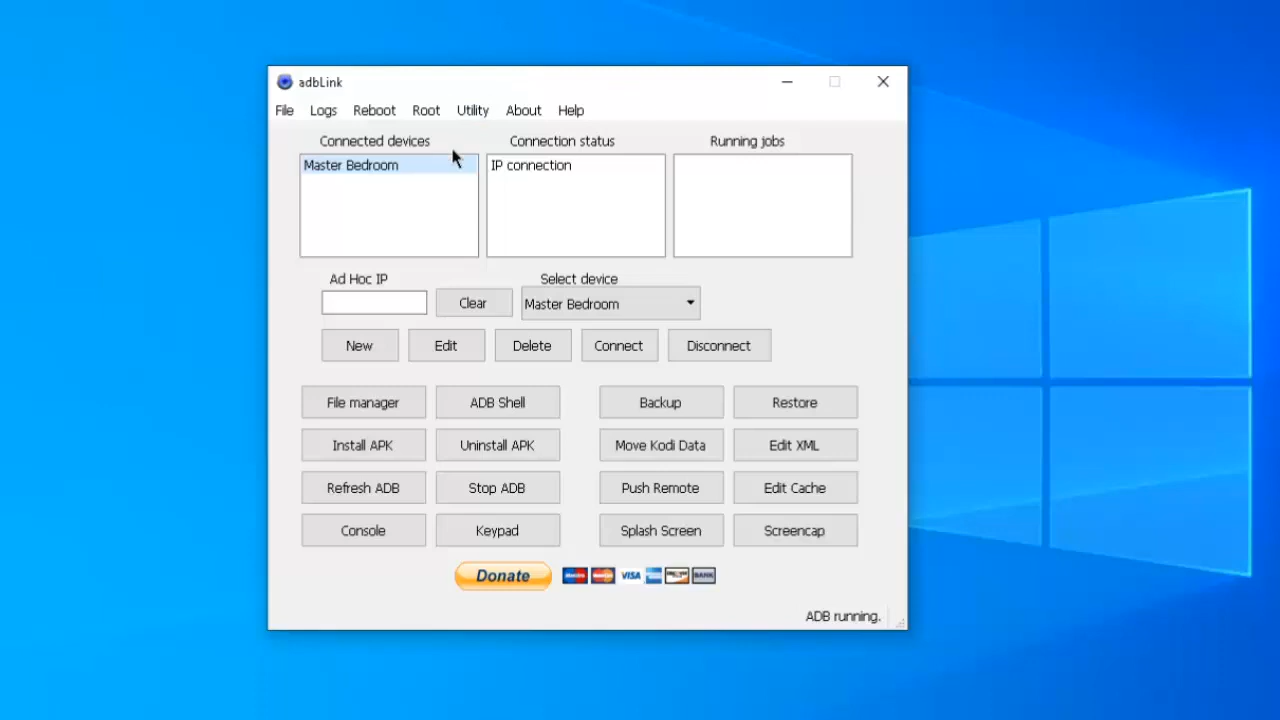 adbLink
File Logs Reboot Root Utility About Help
Connected devices Connection status Running jobs
Master Bedroom IP connection
Ad Hoc IP Select device
Clear Master Bedroom
New Edit Delete Connect Disconnect
File manager ADB Shell Backup Restore
Install APK Uninstall APK Move Kodi Data Edit XML
Refresh ADB Stop ADB Push Remote Edit Cache
Console Keypad Splash Screen Screencap
Donate VISA BANK
ADB running.